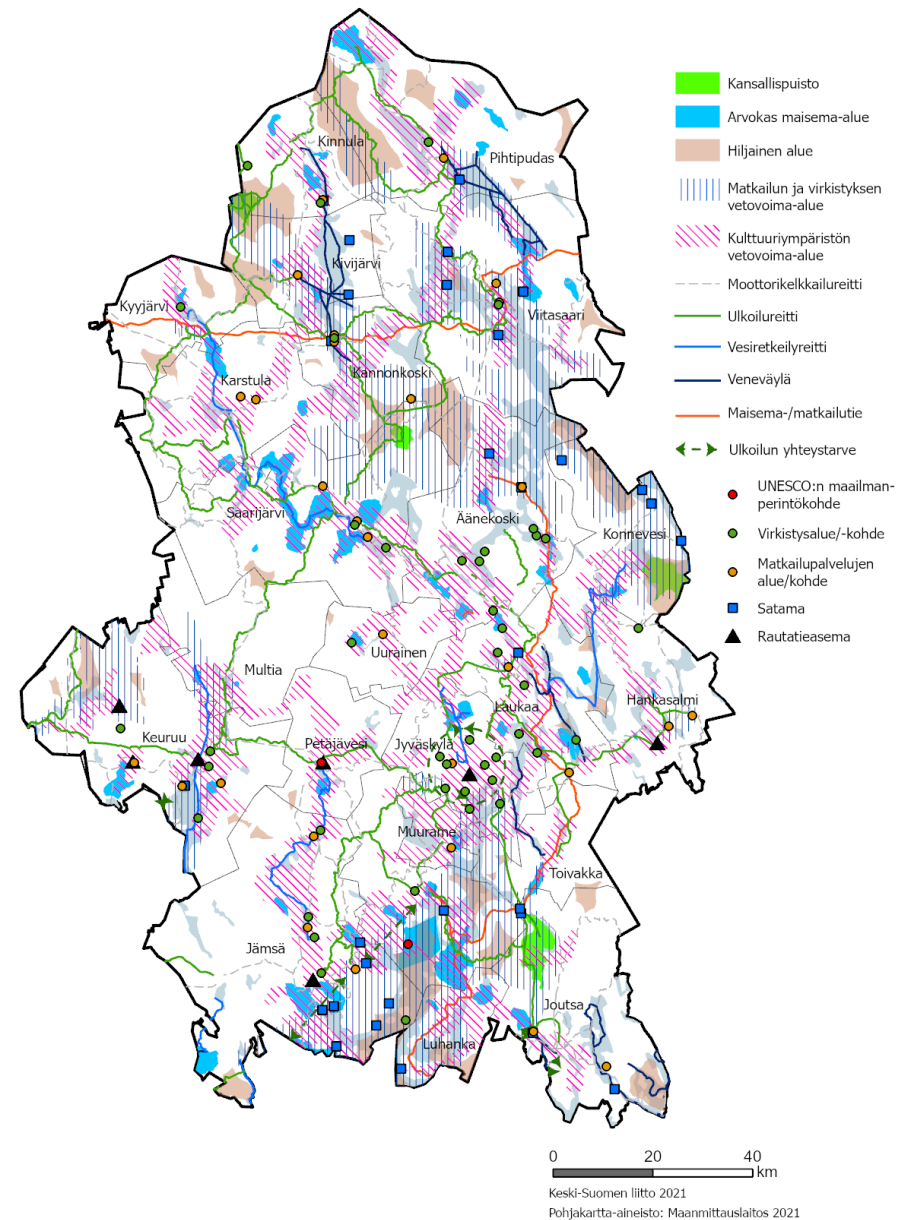 Kinnula
Pihtipudas
Kivijärvi
Kyyjärvi
Viitasaari
Kannonkoski
Karstula
Saarijärvi
Äänekoski
Konnevesi
Uurainen
Multia
Hankasalmi
Laukaa
Keuruu
Petäjävesi
Jyväskylä
Muurame
Toivakka
Jämsä
Joutsa
Luhanka
Kansallispuisto
Arvokas maisema-alue
Hiljainen alue
Matkailun ja virkistyksen
vetovoima-alue
Kulttuuriympäristön
vetovoima-alue
Moottorikelkkailureitti
Ulkoilureitti
Vesiretkeilyreitti
Veneväylä
Maisema-/matkailutie
Ulkoilun yhteystarve
UNESCO:n maailman-
perintökohde
Virkistysalue/-kohde
Matkailupalvelujen
alue/kohde
Satama
Rautatieasema
0 20 40
km
Keski-Suomen liitto 2021
Pohjakartta-aineisto: Maanmittauslaitos 2021